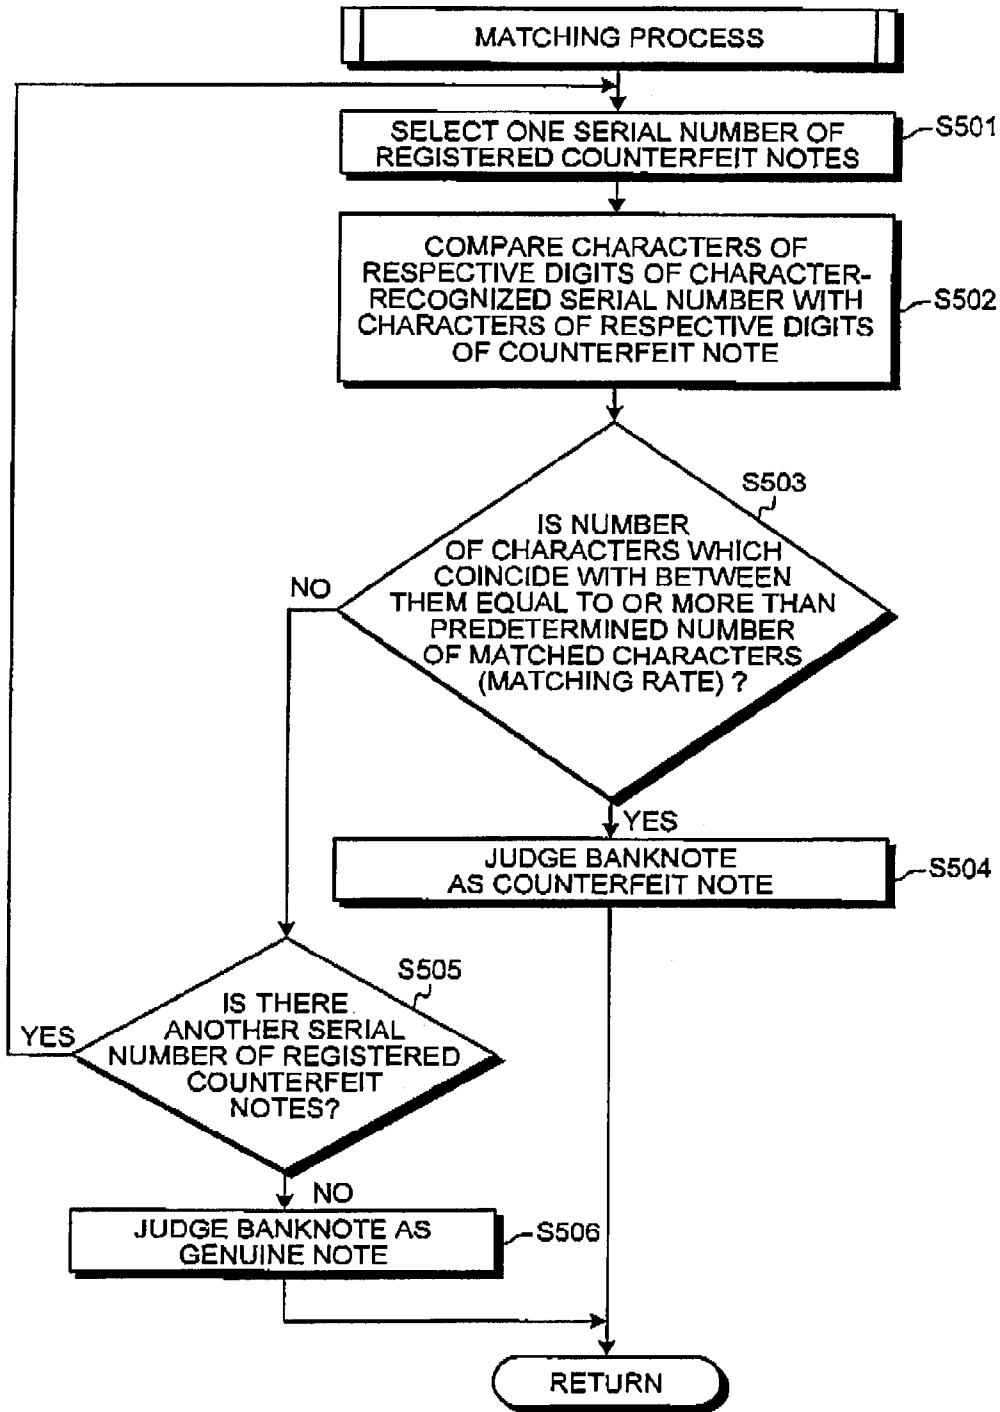 MATCHING PROCESS
SELECT ONE SERIAL NUMBER OF
REGISTERED COUNTERFEIT NOTES
S501
COMPARE CHARACTERS OF
RESPECTIVE DIGITS OF CHARACTER-
RECOGNIZED SERIAL NUMBER WITH
CHARACTERS OF RESPECTIVE DIGITS
OF COUNTERFEIT NOTE
S502
S503
IS NUMBER
OF CHARACTERS WHICH
COINCIDE WITH BETWEEN
THEM EQUAL TO OR MORE THAN
PREDETERMINED NUMBER
OF MATCHED CHARACTERS
(MATCHING RATE) ?
NO
YES
JUDGE BANKNOTE
AS COUNTERFEIT NOTE
S504
S505
IS THERE
ANOTHER SERIAL
NUMBER OF REGISTERED
COUNTERFEIT
NOTES?
YES
NO
JUDGE BANKNOTE AS
GENUINE NOTE
S506
RETURN